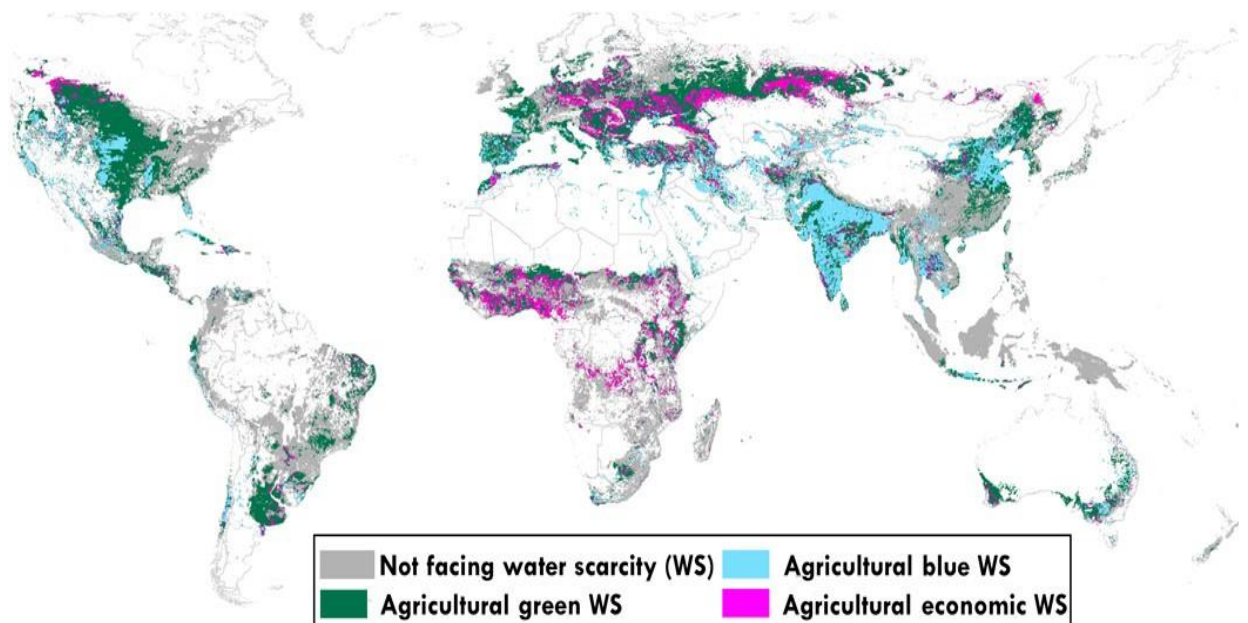 Not facing water scarcity (WS)
Agricultural blue WS
Agricultural green WS
Agricultural economic WS